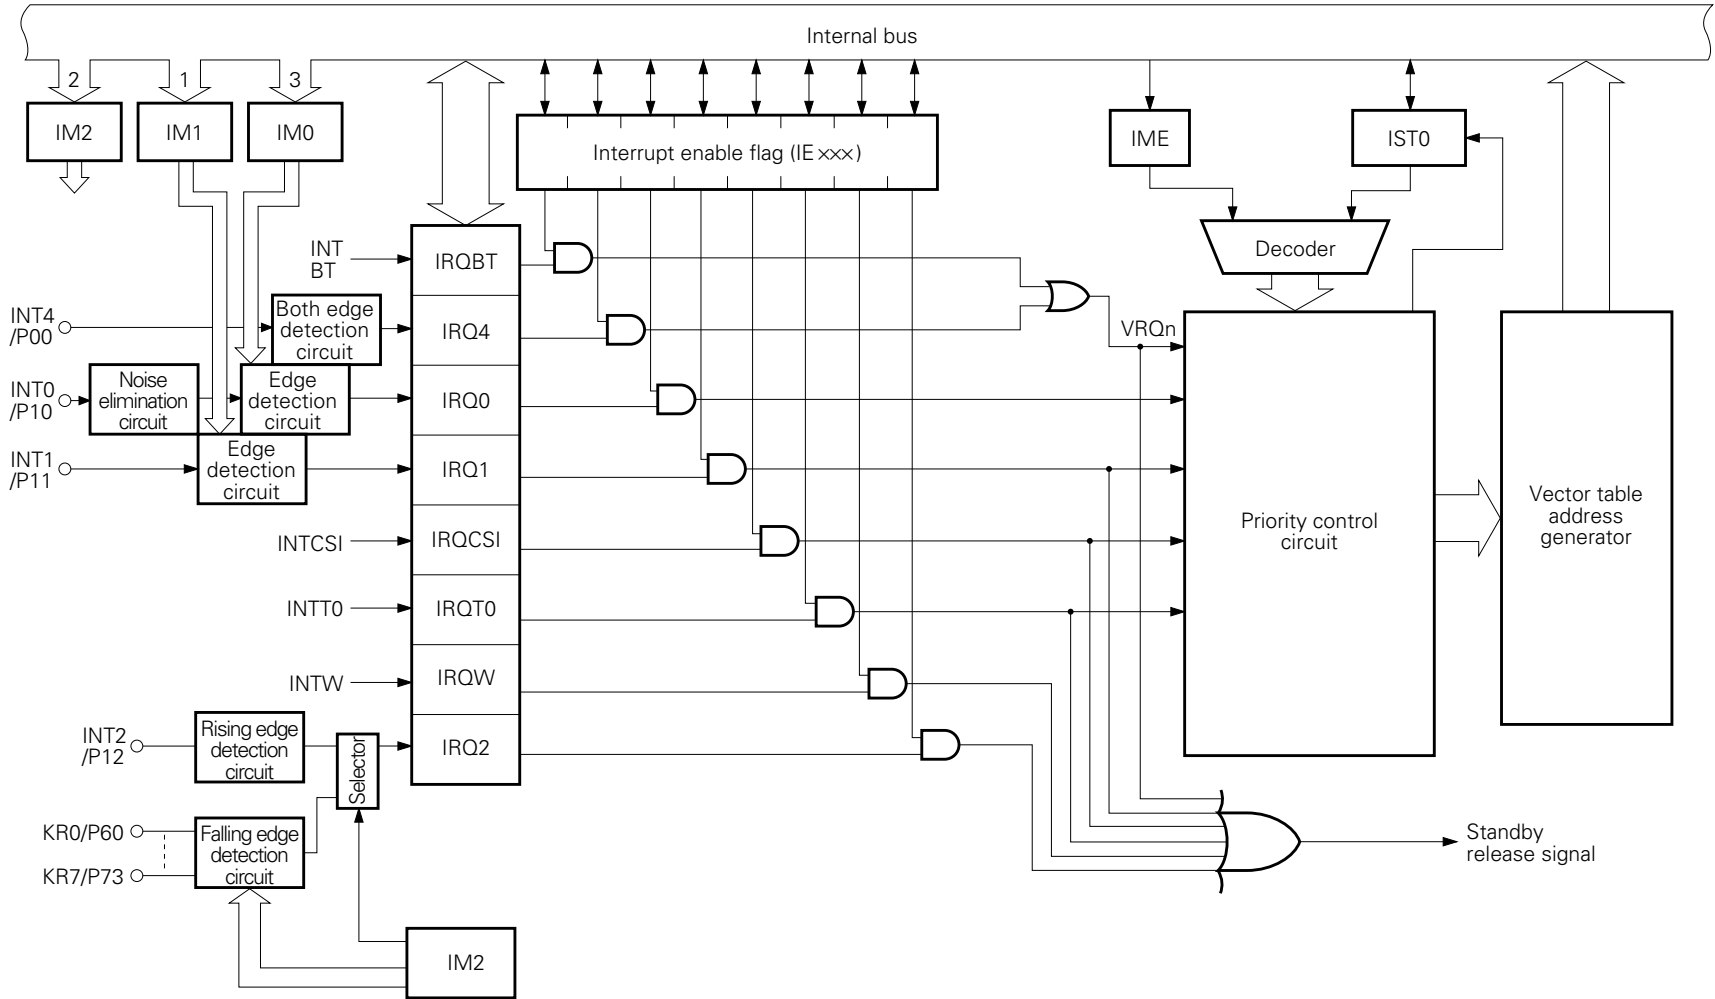 Internal bus
2
1
3
IM2
IM1
IM0
Interrupt enable flag (IE×××)
IME
IST0
Decoder
INT
BT
IRQBT
INT4
/P00
Both edge
detection
circuit
IRQ4
VRQn
INT0
/P10
Noise
elimination
circuit
Edge
detection
circuit
IRQ0
INT1
/P11
Edge
detection
circuit
IRQ1
INTCSI
IRQCSI
Priority control
circuit
Vector table
address
generator
INTT0
IRQT0
INTW
IRQW
INT2
/P12
Rising edge
detection
circuit
Selector
IRQ2
KR0/P60
KR7/P73
Falling edge
detection
circuit
Standby
release signal
IM2